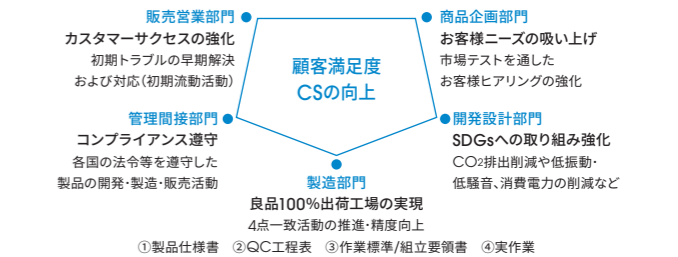 販売営業部門
カスタマーサクセスの強化
初期トラブルの早期解決
および対応（初期流動活動）
商品企画部門
お客様ニーズの吸い上げ
市場テストを通した
お客様ヒアリングの強化
顧客満足度
CSの向上
管理間接部門
コンプライアンス遵守
各国の法令等を遵守した
製品の開発・製造・販売活動
開発設計部門
SDGsへの取り組み強化
CO2排出削減や低振動・
低騒音、消費電力の削減など
製造部門
良品100％出荷工場の実現
4点一致活動の推進・精度向上
①製品仕様書　②QC工程表　③作業標準/組立要領書　④実作業